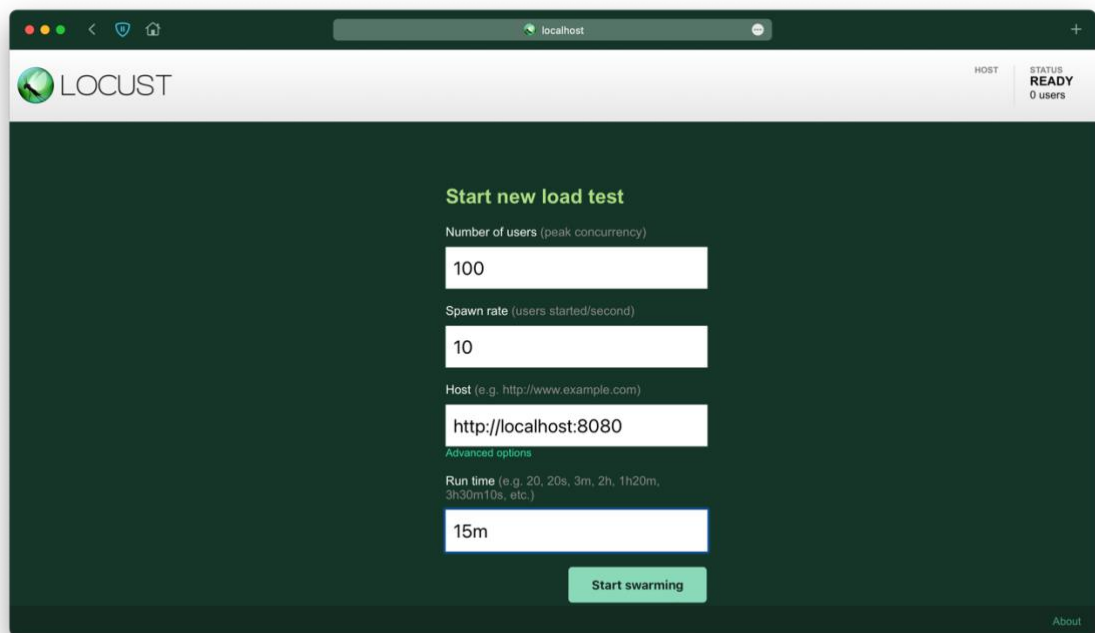 localhost
LOCUST
HOST
STATUS
READY
0 users
Start new load test
Number of users (peak concurrency)
100
Spawn rate (users started/second)
10
Host (e.g. http://www.example.com)
http://localhost:8080
Advanced options
Run time (e.g. 20, 20s, 3m, 2h, 1h20m,
3h30m10s, etc.)
15m
Start swarming
About